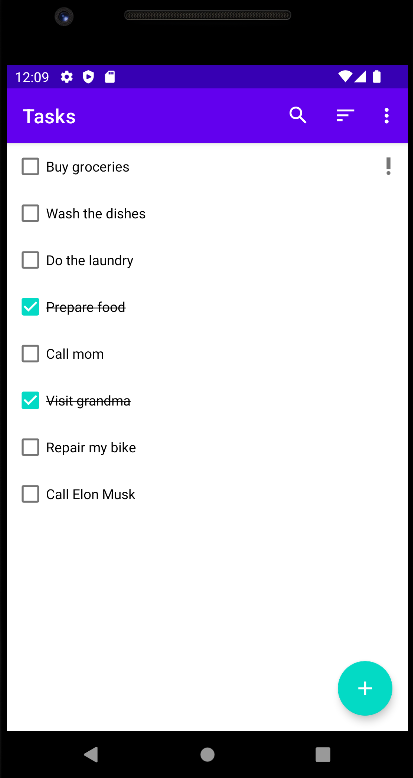 12:09
Tasks
Buy groceries
Wash the dishes
Do the laundry
Prepare food
Call mom
Visit grandma
Repair my bike
Call Elon Musk